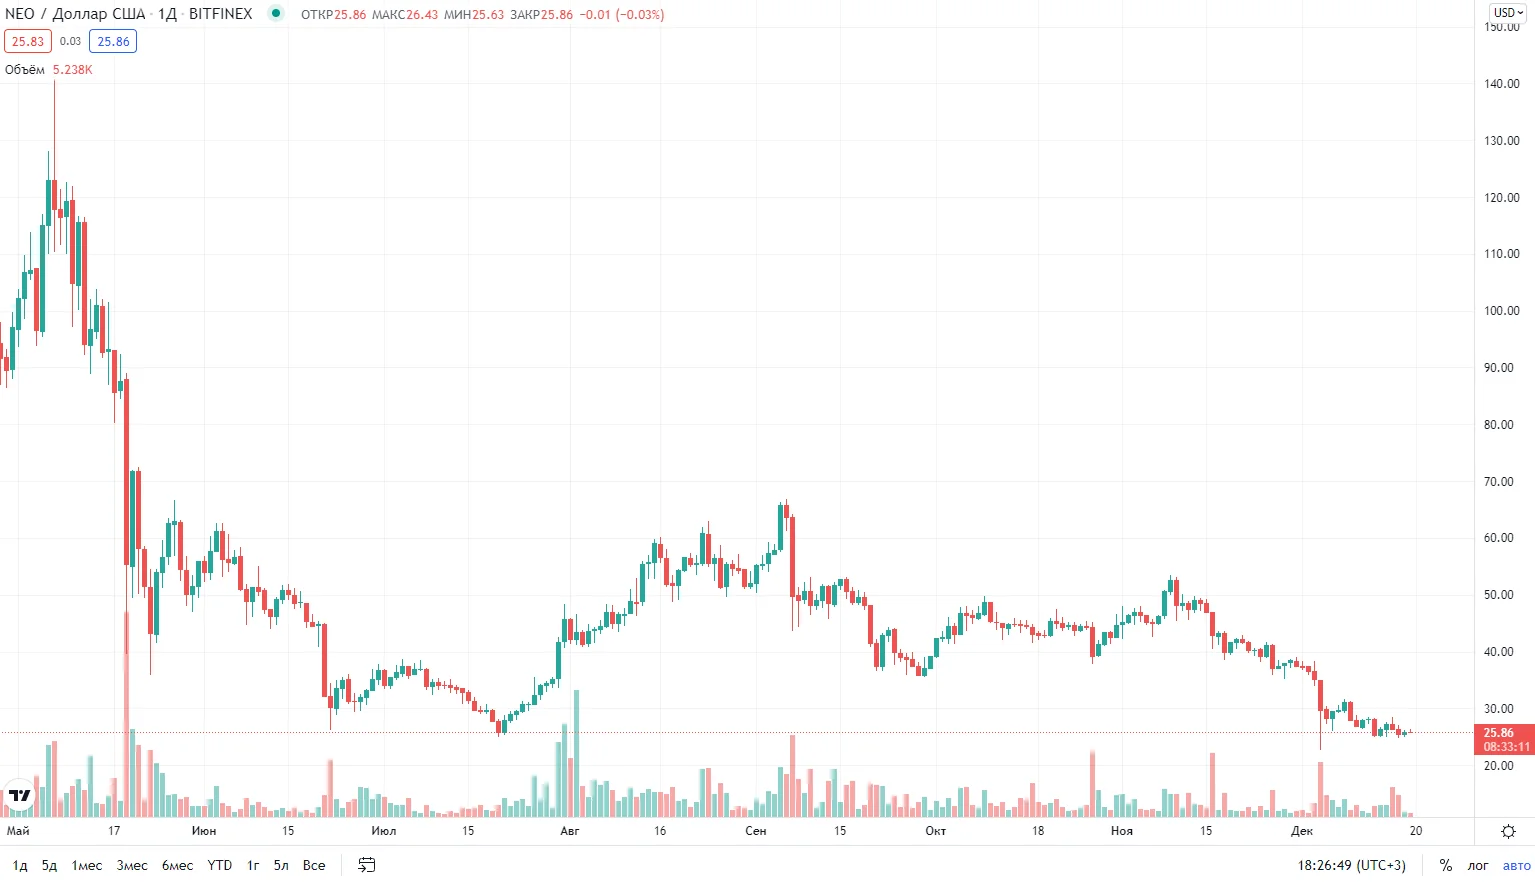 NEO / Доллар США · 1Д · BITFINEX ОТКР25.86 МАКС26.43 МИН25.63 ЗАКР25.86 −0.01 (−0.03%)
USD
25.83 0.03 25.86
Объём 5.238K
150.00
140.00
130.00
120.00
110.00
100.00
90.00
80.00
70.00
60.00
50.00
40.00
30.00
25.86
08:33:11
20.00
Май 17 Июн 15 Июл 15 Авг 16 Сен 15 Окт 18 Ноя 15 Дек 20
1д 5д 1мес 3мес 6мес YTD 1г 5л Все 18:26:49 (UTC+3) % лог авто